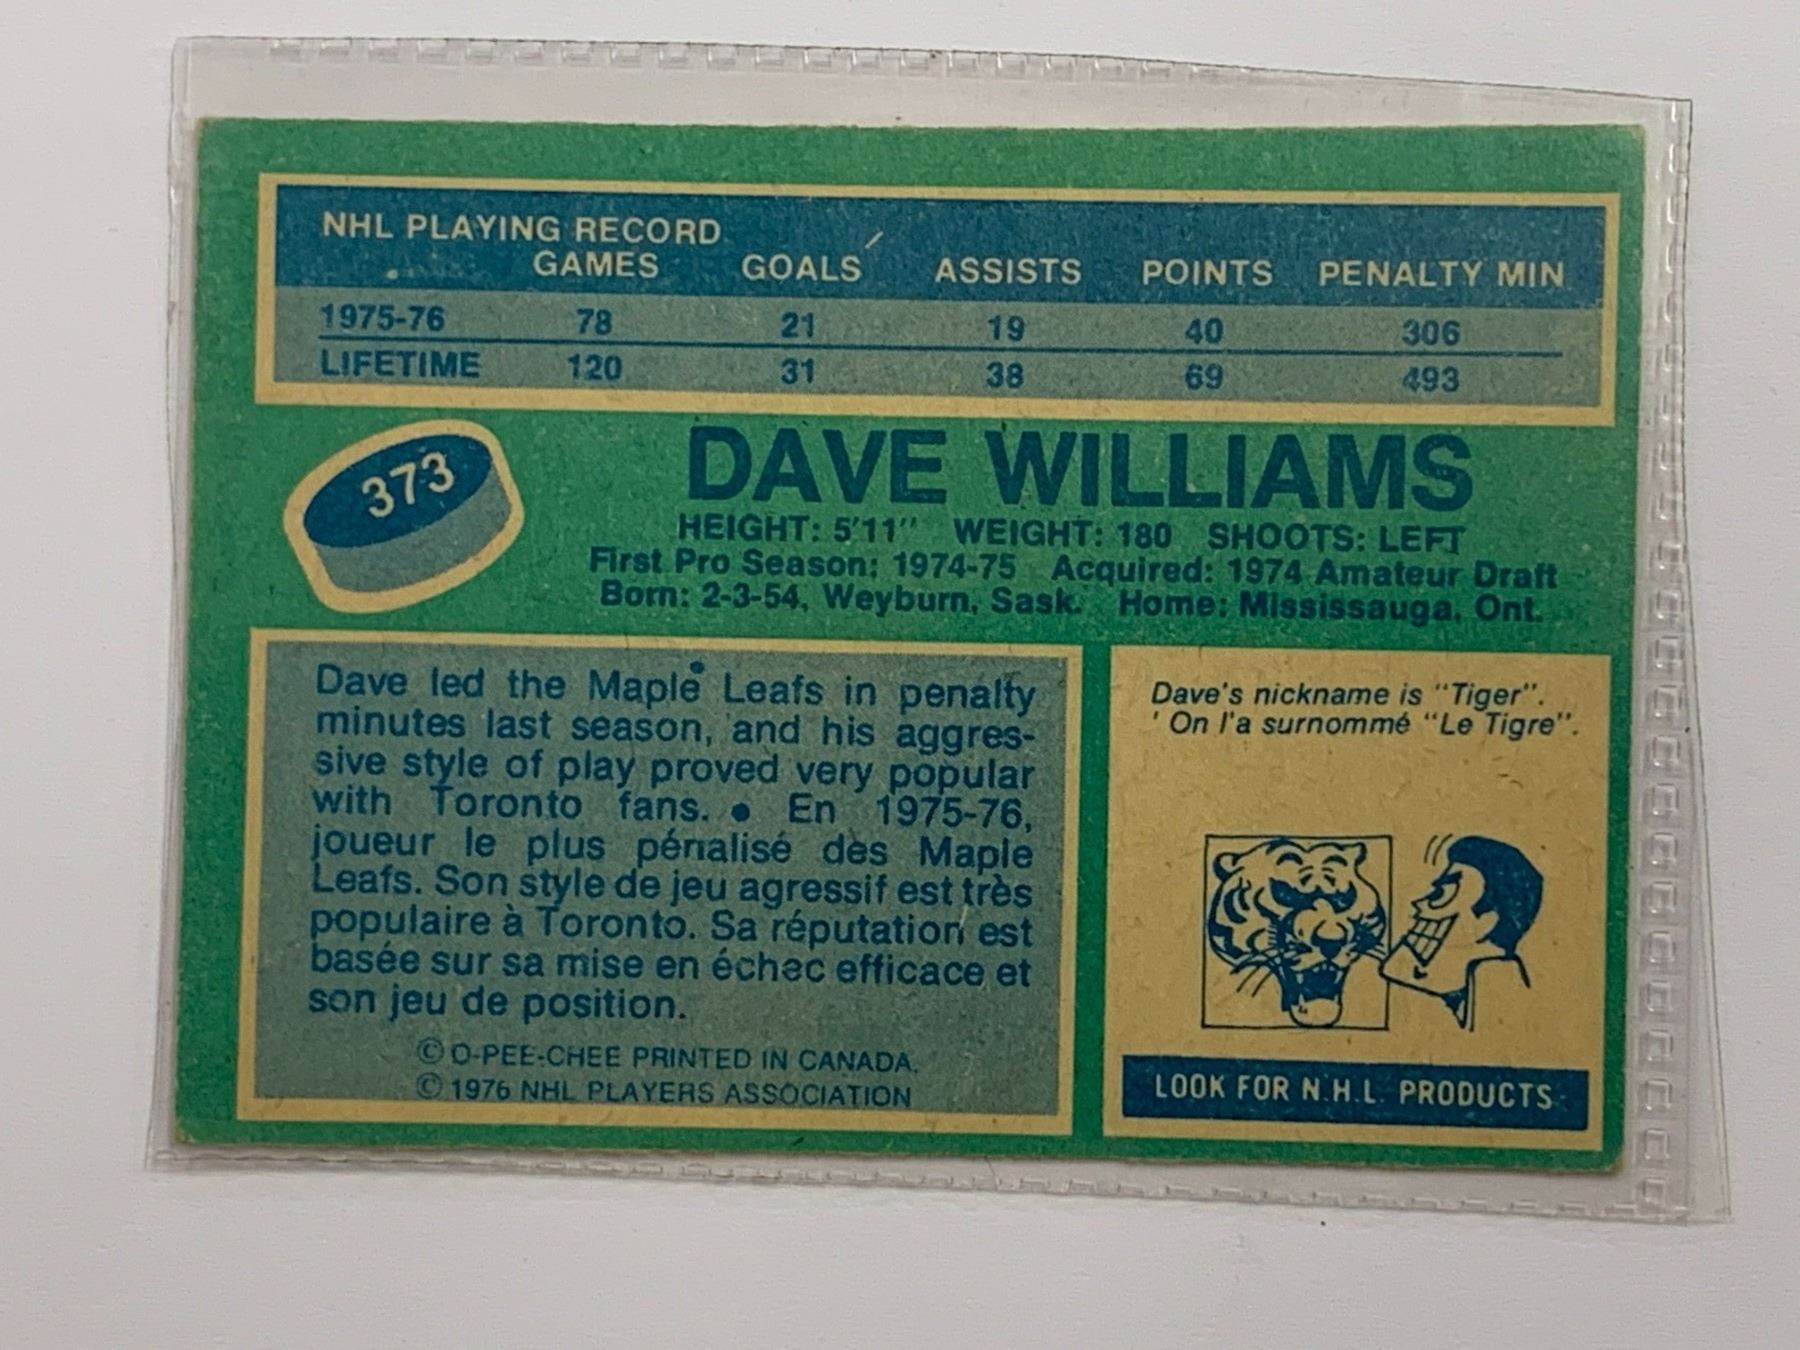 NHL PLAYING RECORD
GAMES GOALS ASSISTS POINTS PENALTY MIN
1975-76 78 21 19 40 306
LIFETIME 120 31 38 69 493
373
DAVE WILLIAMS
HEIGHT: 5'11" WEIGHT: 180 SHOOTS: LEFT
First Pro Season: 1974-75 Acquired: 1974 Amateur Draft
Born: 2-3-54, Weyburn, Sask. Home: Mississauga, Ont.
Dave led the Maple Leafs in penalty
minutes last season, and his aggres-
sive style of play proved very popular
with Toronto fans. ● En 1975-76,
joueur le plus pénalisé des Maple
Leafs. Son style de jeu agressif est très
populaire à Toronto. Sa réputation est
basée sur sa mise en échec efficace et
son jeu de position.
© O-PEE-CHEE PRINTED IN CANADA.
© 1976 NHL PLAYERS ASSOCIATION
Dave's nickname is "Tiger".
On l'a surnommé "Le Tigre".
LOOK FOR N.H.L. PRODUCTS